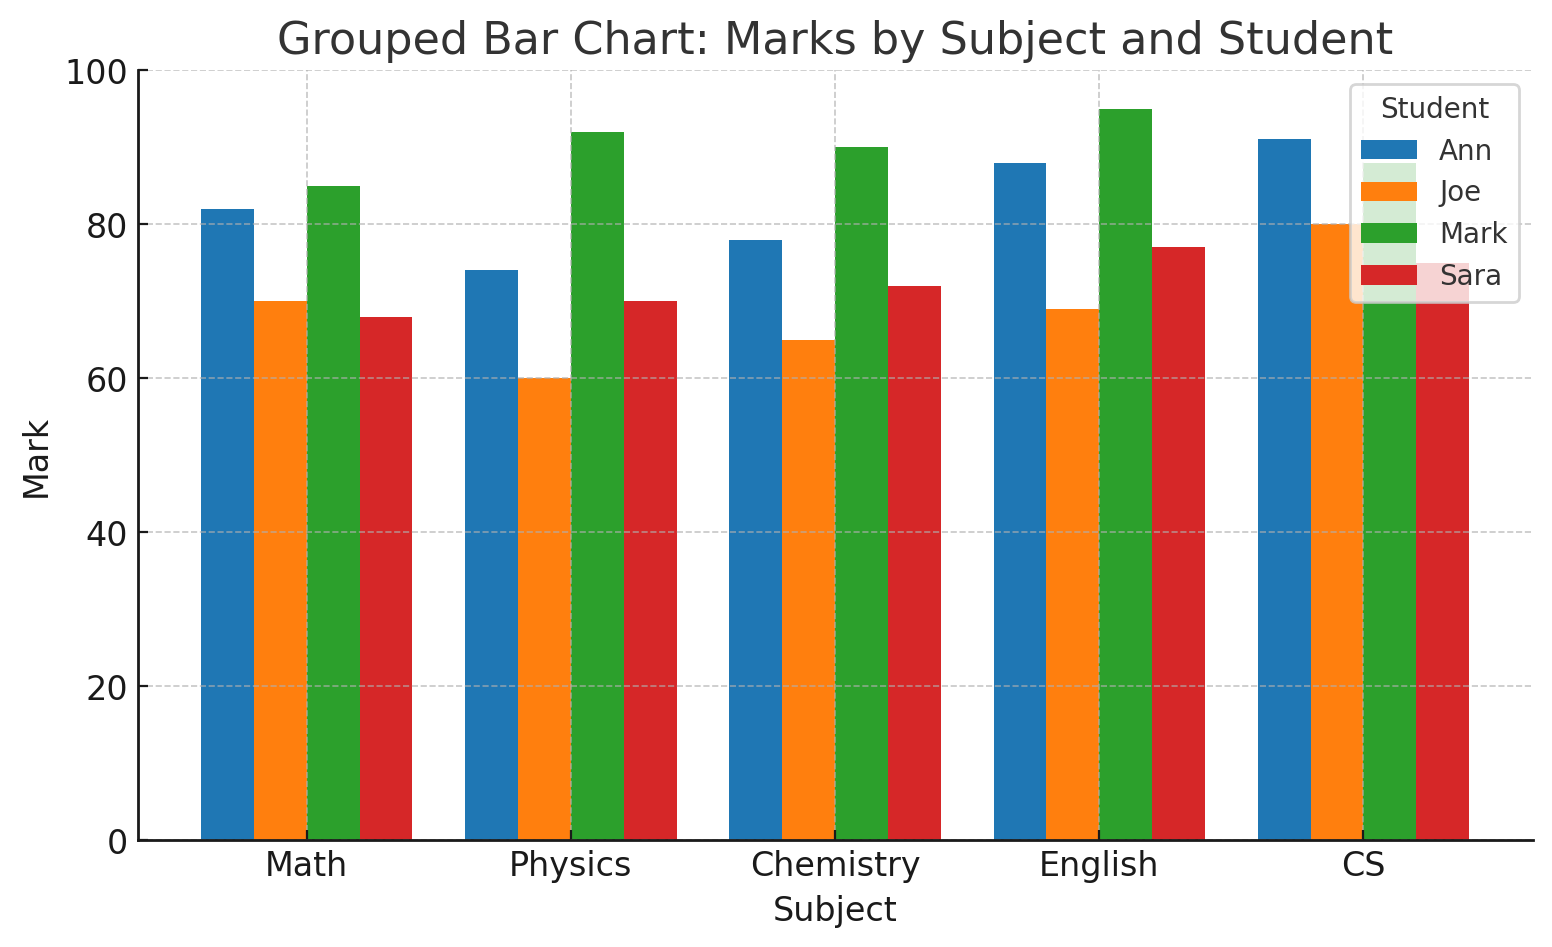 Grouped Bar Chart: Marks by Subject and Student
100
80
60
40
20
0
Mark
Student
Ann
Joe
Mark
Sara
Math Physics Chemistry English CS
Subject